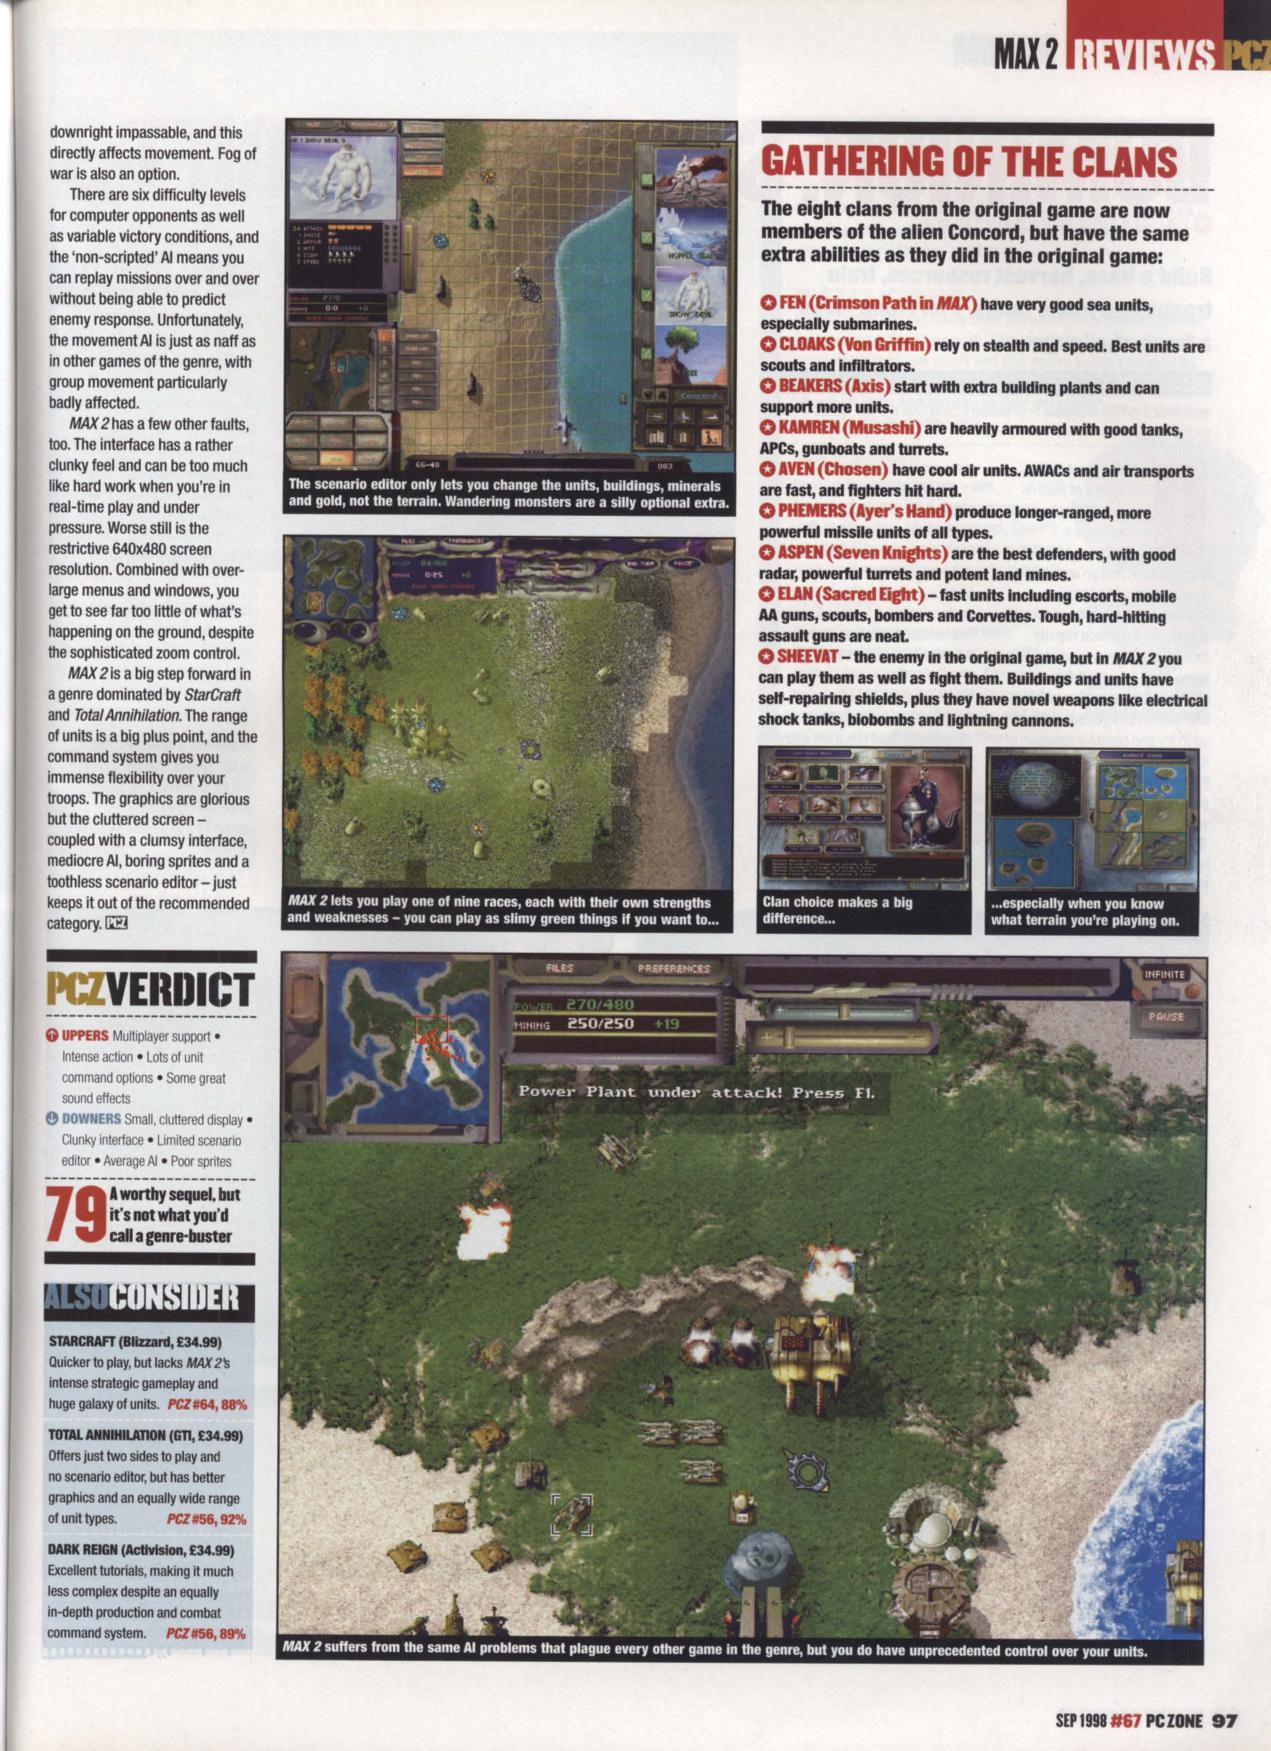 MAX 2 REVIEWS PCZ
downright impassable, and this
directly affects movement. Fog of
war is also an option.
There are six difficulty levels
for computer opponents as well
as variable victory conditions, and
the ‘non-scripted’ AI means you
can replay missions over and over
without being able to predict
enemy response. Unfortunately,
the movement AI is just as naff as
in other games of the genre, with
group movement particularly
badly affected.
MAX 2 has a few other faults,
too. The interface has a rather
clunky feel and can be too much
like hard work when you're in
real-time play and under
pressure. Worse still is the
restrictive 640x480 screen
resolution. Combined with over-
large menus and windows, you
get to see far too little of what's
happening on the ground, despite
the sophisticated zoom control.
MAX 2 is a big step forward in
a genre dominated by StarCraft
and Total Annihilation. The range
of units is a big plus point, and the
command system gives you
immense flexibility over your
troops. The graphics are glorious
but the cluttered screen –
coupled with a clumsy interface,
mediocre AI, boring sprites and a
toothless scenario editor – just
keeps it out of the recommended
category. PCZ
PCZVERDICT
UPPERS Multiplayer support •
Intense action • Lots of unit
command options • Some great
sound effects
DOWNERS Small, cluttered display •
Clunky interface • Limited scenario
editor • Average AI • Poor sprites
79 A worthy sequel, but
it's not what you'd
call a genre-buster
ALSOCONSIDER
STARCRAFT (Blizzard, £34.99)
Quicker to play, but lacks MAX 2's
intense strategic gameplay and
huge galaxy of units. PCZ #64, 88%
TOTAL ANNIHILATION (GTI, £34.99)
Offers just two sides to play and
no scenario editor, but has better
graphics and an equally wide range
of unit types. PCZ #56, 92%
DARK REIGN (Activision, £34.99)
Excellent tutorials, making it much
less complex despite an equally
in-depth production and combat
command system. PCZ #56, 89%
SNOW DEVIL
Concord
66-48
083
The scenario editor only lets you change the units, buildings, minerals
and gold, not the terrain. Wandering monsters are a silly optional extra.
FILES PREFERENCES
END TURN PAUSE
0/25 +0
MAX 2 lets you play one of nine races, each with their own strengths
and weaknesses – you can play as slimy green things if you want to...
GATHERING OF THE CLANS
The eight clans from the original game are now
members of the alien Concord, but have the same
extra abilities as they did in the original game:
FEN (Crimson Path in MAX) have very good sea units,
especially submarines.
CLOAKS (Von Griffin) rely on stealth and speed. Best units are
scouts and infiltrators.
BEAKERS (Axis) start with extra building plants and can
support more units.
KAMREN (Musashi) are heavily armoured with good tanks,
APCs, gunboats and turrets.
AVEN (Chosen) have cool air units. AWACs and air transports
are fast, and fighters hit hard.
PHEMERS (Ayer's Hand) produce longer-ranged, more
powerful missile units of all types.
ASPEN (Seven Knights) are the best defenders, with good
radar, powerful turrets and potent land mines.
ELAN (Sacred Eight) – fast units including escorts, mobile
AA guns, scouts, bombers and Corvettes. Tough, hard-hitting
assault guns are neat.
SHEEVAT – the enemy in the original game, but in MAX 2 you
can play them as well as fight them. Buildings and units have
self-repairing shields, plus they have novel weapons like electrical
shock tanks, biobombs and lightning cannons.
Clan choice makes a big
difference...
...especially when you know
what terrain you're playing on.
FILES PREFERENCES
INFINITE
PAUSE
POWER 270/480
MINING 250/250 +19
Power Plant under attack! Press F1.
MAX 2 suffers from the same AI problems that plague every other game in the genre, but you do have unprecedented control over your units.
SEP 1998 #67 PC ZONE 97